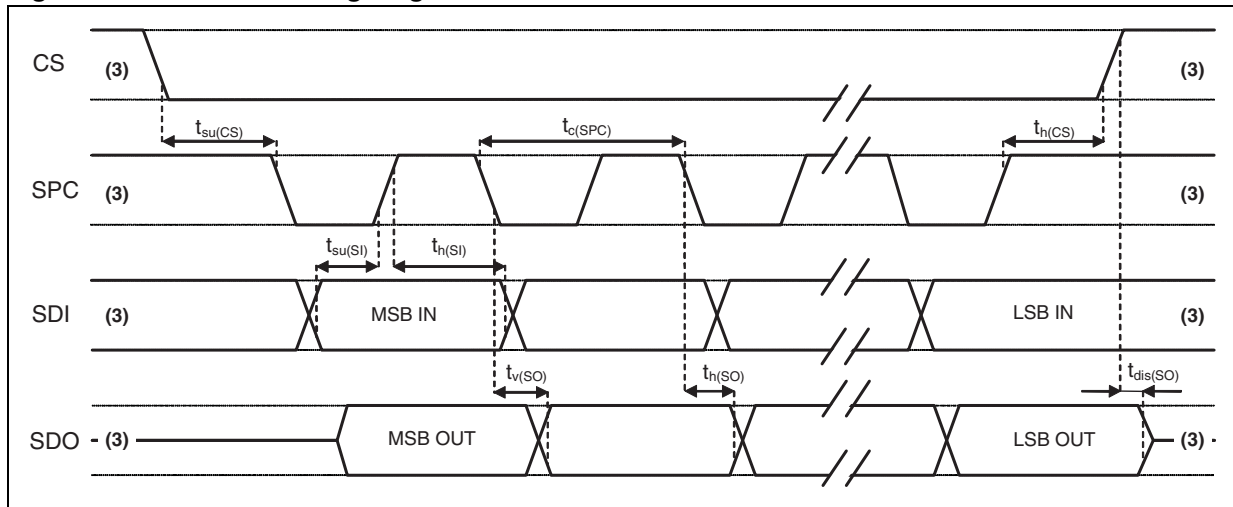 CS (3) (3)
t_su(CS) t_c(SPC) t_h(CS)
SPC (3) (3)
t_su(SI) t_h(SI)
SDI (3) MSB IN LSB IN (3)
t_v(SO) t_h(SO) t_dis(SO)
SDO (3) MSB OUT LSB OUT (3)